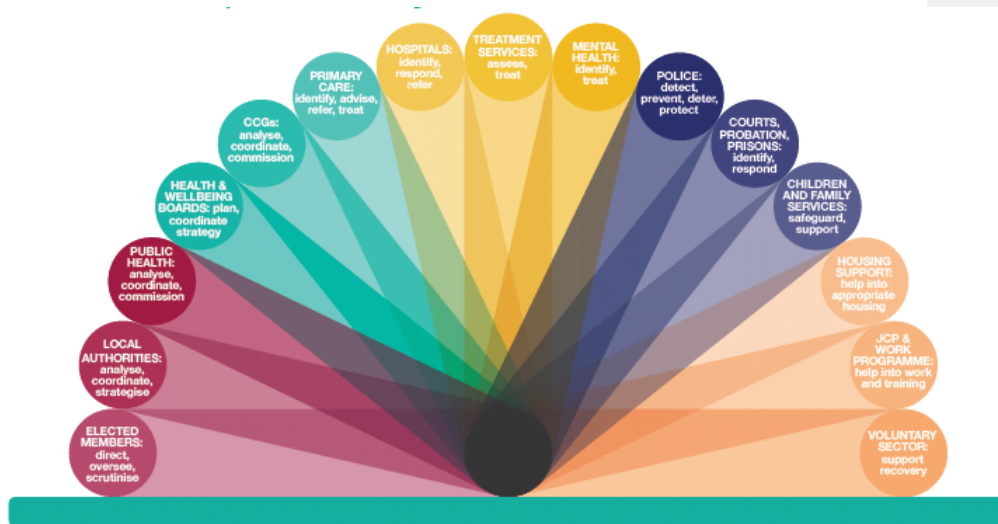 ELECTED
MEMBERS:
direct,
oversee,
scrutinise
LOCAL
AUTHORITIES:
analyse,
coordinate,
strategise
PUBLIC
HEALTH:
analyse,
coordinate,
commission
HEALTH &
WELLBEING
BOARDS: plan,
coordinate
strategy
CCGs:
analyse,
coordinate,
commission
PRIMARY
CARE:
identify, advise,
refer, treat
HOSPITALS:
identify,
respond,
refer
TREATMENT
SERVICES:
assess,
treat
MENTAL
HEALTH:
identify,
treat
POLICE:
detect,
prevent, deter,
protect
COURTS,
PROBATION,
PRISONS:
identify,
respond
CHILDREN
AND FAMILY
SERVICES:
safeguard,
support
HOUSING
SUPPORT:
help into
appropriate
housing
JCP &
WORK
PROGRAMME:
help into work
and training
VOLUNTARY
SECTOR:
support
recovery